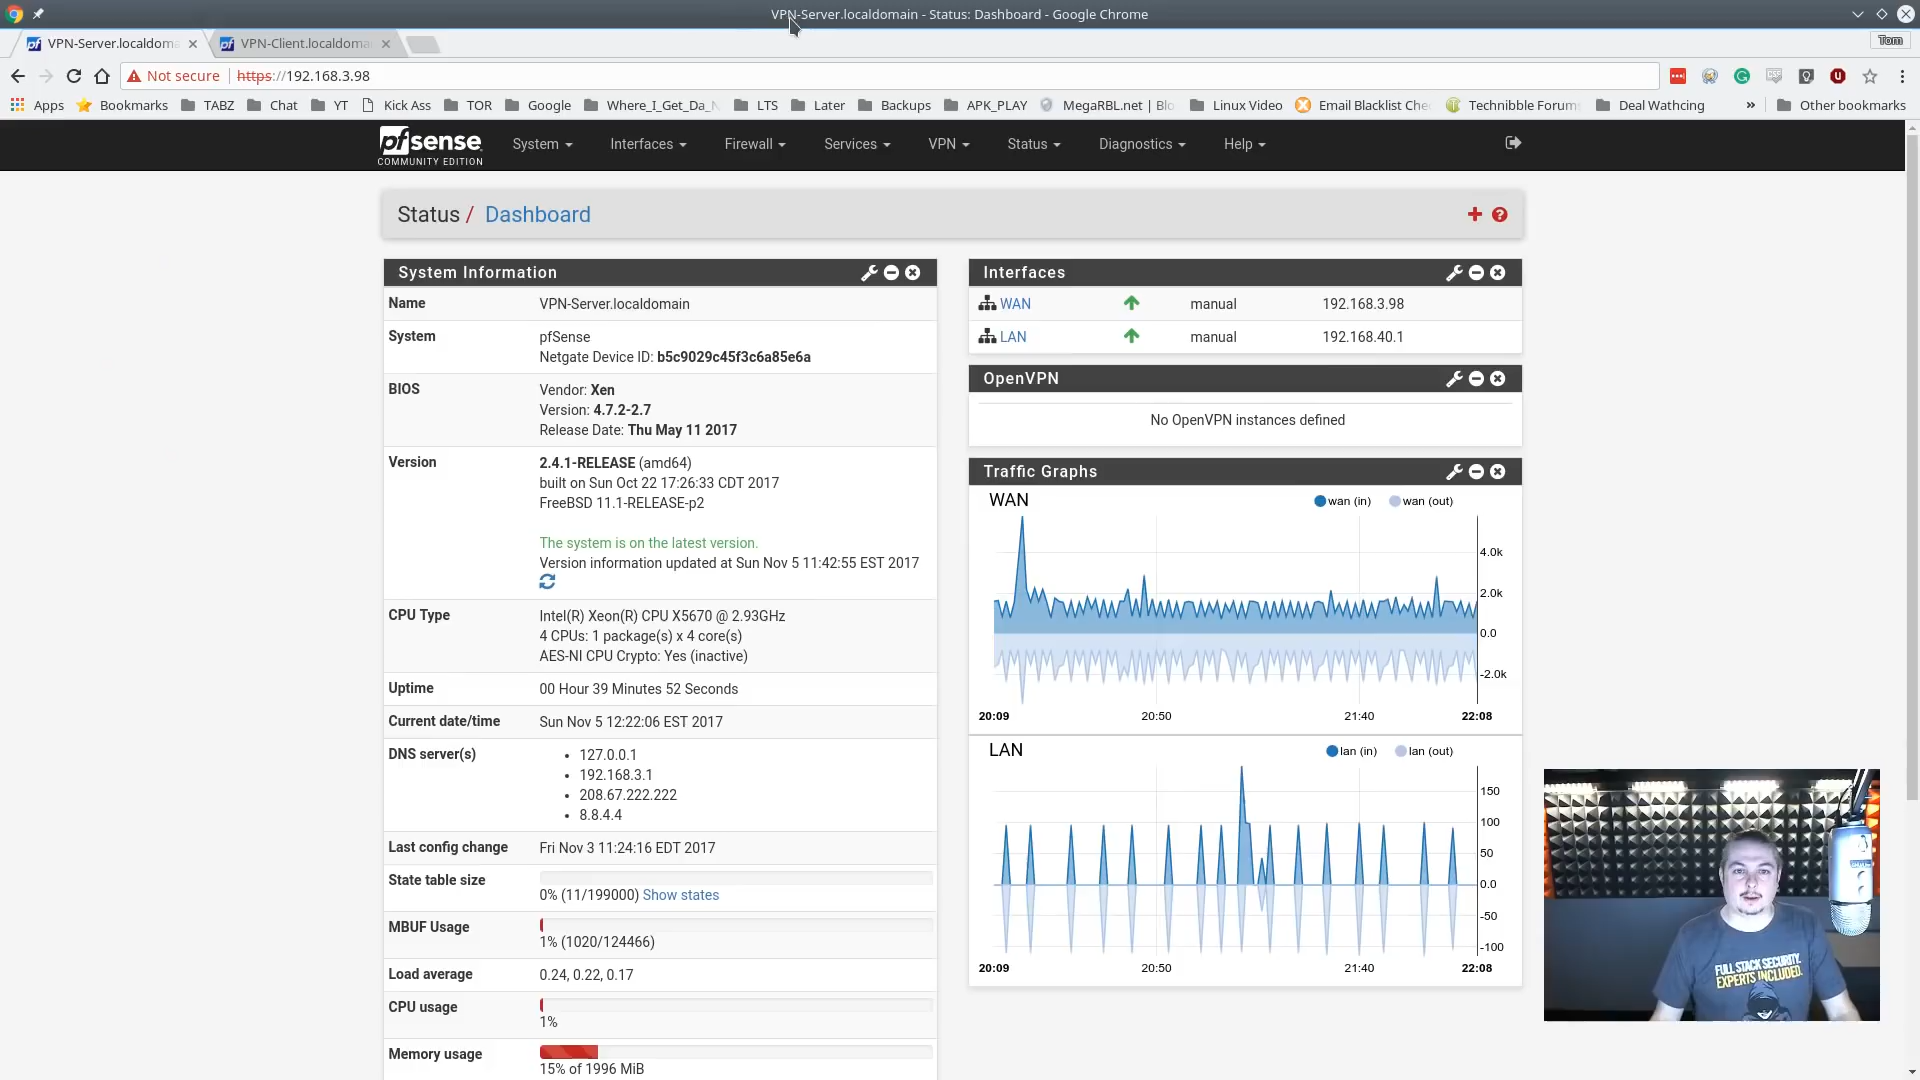 VPN-Server.localdomain - Status: Dashboard - Google Chrome
VPN-Server.localdoma
VPN-Client.localdoma
Tom
Not secure
https://192.168.3.98
Apps
Bookmarks
TABZ
Chat
YT
Kick Ass
TOR
Google
Where_I_Get_Da_N
LTS
Later
Backups
APK_PLAY
MegaRBL.net | Blo
Linux Video
Email Blacklist Che
Technibble Forum
Deal Wathcing
»
Other bookmarks
pfsense
COMMUNITY EDITION
System
Interfaces
Firewall
Services
VPN
Status
Diagnostics
Help
Status / Dashboard
System Information
Name
VPN-Server.localdomain
System
pfSense
Netgate Device ID: b5c9029c45f3c6a85e6a
BIOS
Vendor: Xen
Version: 4.7.2-2.7
Release Date: Thu May 11 2017
Version
2.4.1-RELEASE (amd64)
built on Sun Oct 22 17:26:33 CDT 2017
FreeBSD 11.1-RELEASE-p2
The system is on the latest version.
Version information updated at Sun Nov 5 11:42:55 EST 2017
CPU Type
Intel(R) Xeon(R) CPU X5670 @ 2.93GHz
4 CPUs: 1 package(s) x 4 core(s)
AES-NI CPU Crypto: Yes (inactive)
Uptime
00 Hour 39 Minutes 52 Seconds
Current date/time
Sun Nov 5 12:22:06 EST 2017
DNS server(s)
127.0.0.1
192.168.3.1
208.67.222.222
8.8.4.4
Last config change
Fri Nov 3 11:24:16 EDT 2017
State table size
0% (11/199000) Show states
MBUF Usage
1% (1020/124466)
Load average
0.24, 0.22, 0.17
CPU usage
1%
Memory usage
15% of 1996 MiB
Interfaces
WAN manual 192.168.3.98
LAN manual 192.168.40.1
OpenVPN
No OpenVPN instances defined
Traffic Graphs
WAN
wan (in) wan (out)
4.0k
2.0k
0.0
-2.0k
20:09 20:50 21:40 22:08
LAN
lan (in) lan (out)
150
100
50
0.0
-50
-100
20:09 20:50 21:40 22:08
FULL STACK SECURITY.
EXPERTS INCLUDED.